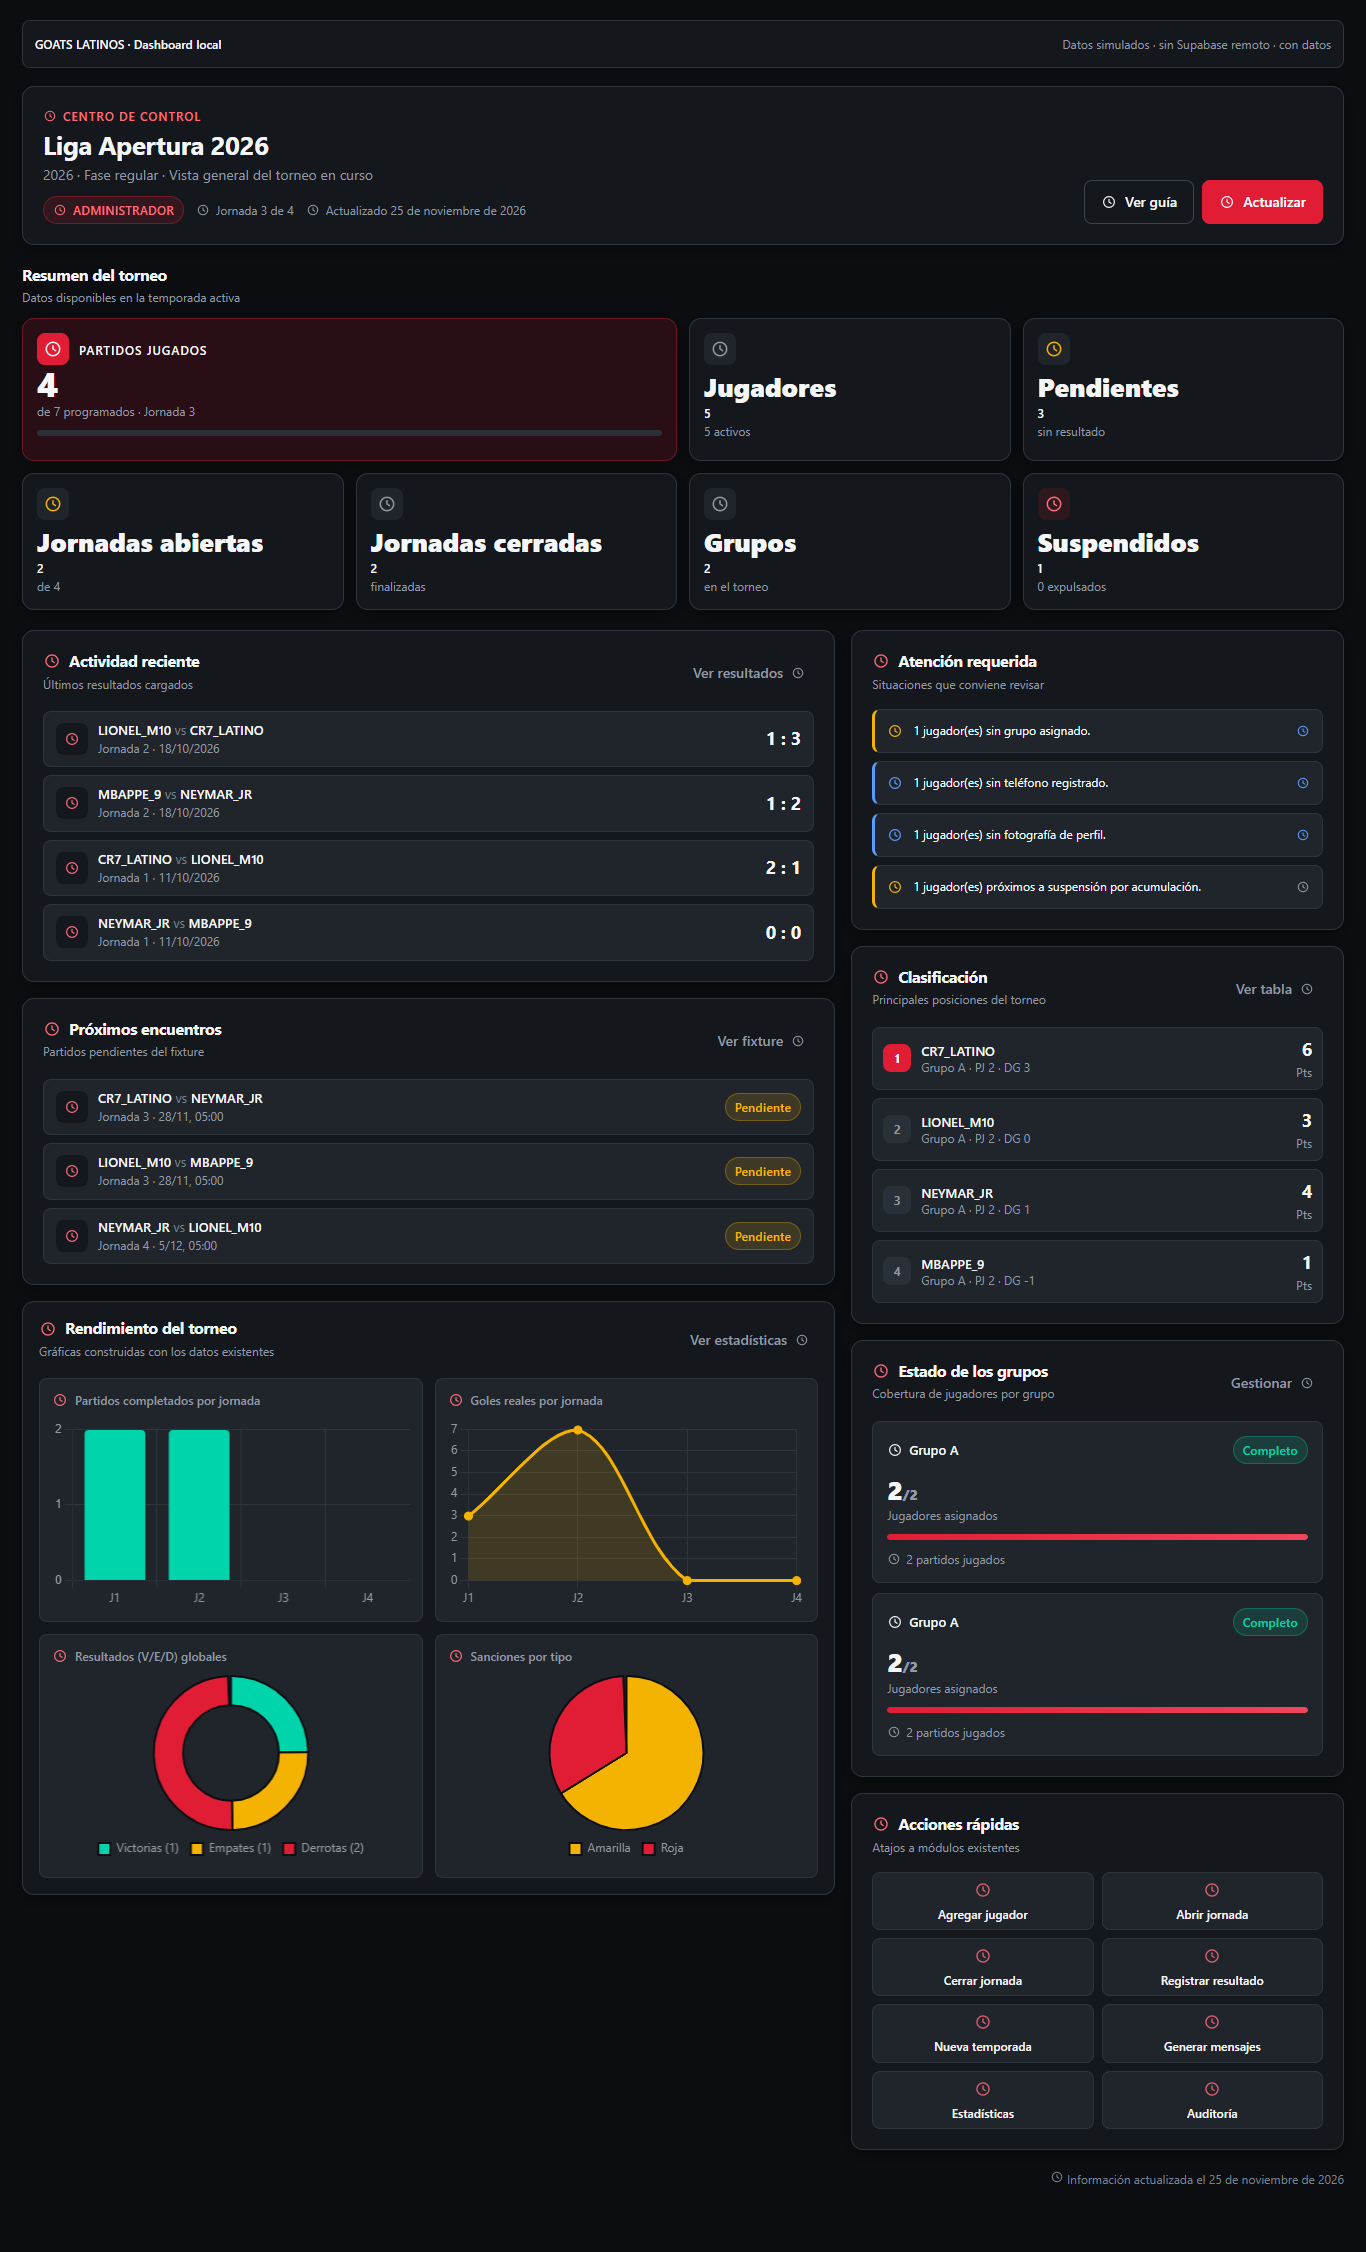 GOATS LATINOS · Dashboard local
Datos simulados · sin Supabase remoto · con datos
CENTRO DE CONTROL
Liga Apertura 2026
2026 · Fase regular · Vista general del torneo en curso
ADMINISTRADOR
Jornada 3 de 4
Actualizado 25 de noviembre de 2026
Ver guía
Actualizar
Resumen del torneo
Datos disponibles en la temporada activa
PARTIDOS JUGADOS
4
de 7 programados · Jornada 3
Jugadores
5
5 activos
Pendientes
3
sin resultado
Jornadas abiertas
2
de 4
Jornadas cerradas
2
finalizadas
Grupos
2
en el torneo
Suspendidos
1
0 expulsados
Actividad reciente
Últimos resultados cargados
Ver resultados
LIONEL_M10 vs CR7_LATINO
Jornada 2 · 18/10/2026
1 : 3
MBAPPE_9 vs NEYMAR_JR
Jornada 2 · 18/10/2026
1 : 2
CR7_LATINO vs LIONEL_M10
Jornada 1 · 11/10/2026
2 : 1
NEYMAR_JR vs MBAPPE_9
Jornada 1 · 11/10/2026
0 : 0
Próximos encuentros
Partidos pendientes del fixture
Ver fixture
CR7_LATINO vs NEYMAR_JR
Jornada 3 · 28/11, 05:00
Pendiente
LIONEL_M10 vs MBAPPE_9
Jornada 3 · 28/11, 05:00
Pendiente
NEYMAR_JR vs LIONEL_M10
Jornada 4 · 5/12, 05:00
Pendiente
Rendimiento del torneo
Gráficas construidas con los datos existentes
Ver estadísticas
Partidos completados por jornada
2
1
0
J1
J2
J3
J4
Goles reales por jornada
7
6
5
4
3
2
1
0
J1
J2
J3
J4
Resultados (V/E/D) globales
Victorias (1)
Empates (1)
Derrotas (2)
Sanciones por tipo
Amarilla
Roja
Atención requerida
Situaciones que conviene revisar
1 jugador(es) sin grupo asignado.
1 jugador(es) sin teléfono registrado.
1 jugador(es) sin fotografía de perfil.
1 jugador(es) próximos a suspensión por acumulación.
Clasificación
Principales posiciones del torneo
Ver tabla
1
CR7_LATINO
Grupo A · PJ 2 · DG 3
6
Pts
2
LIONEL_M10
Grupo A · PJ 2 · DG 0
3
Pts
3
NEYMAR_JR
Grupo A · PJ 2 · DG 1
4
Pts
4
MBAPPE_9
Grupo A · PJ 2 · DG -1
1
Pts
Estado de los grupos
Cobertura de jugadores por grupo
Gestionar
Grupo A
Completo
2/2
Jugadores asignados
2 partidos jugados
Grupo A
Completo
2/2
Jugadores asignados
2 partidos jugados
Acciones rápidas
Atajos a módulos existentes
Agregar jugador
Abrir jornada
Cerrar jornada
Registrar resultado
Nueva temporada
Generar mensajes
Estadísticas
Auditoría
Información actualizada el 25 de noviembre de 2026